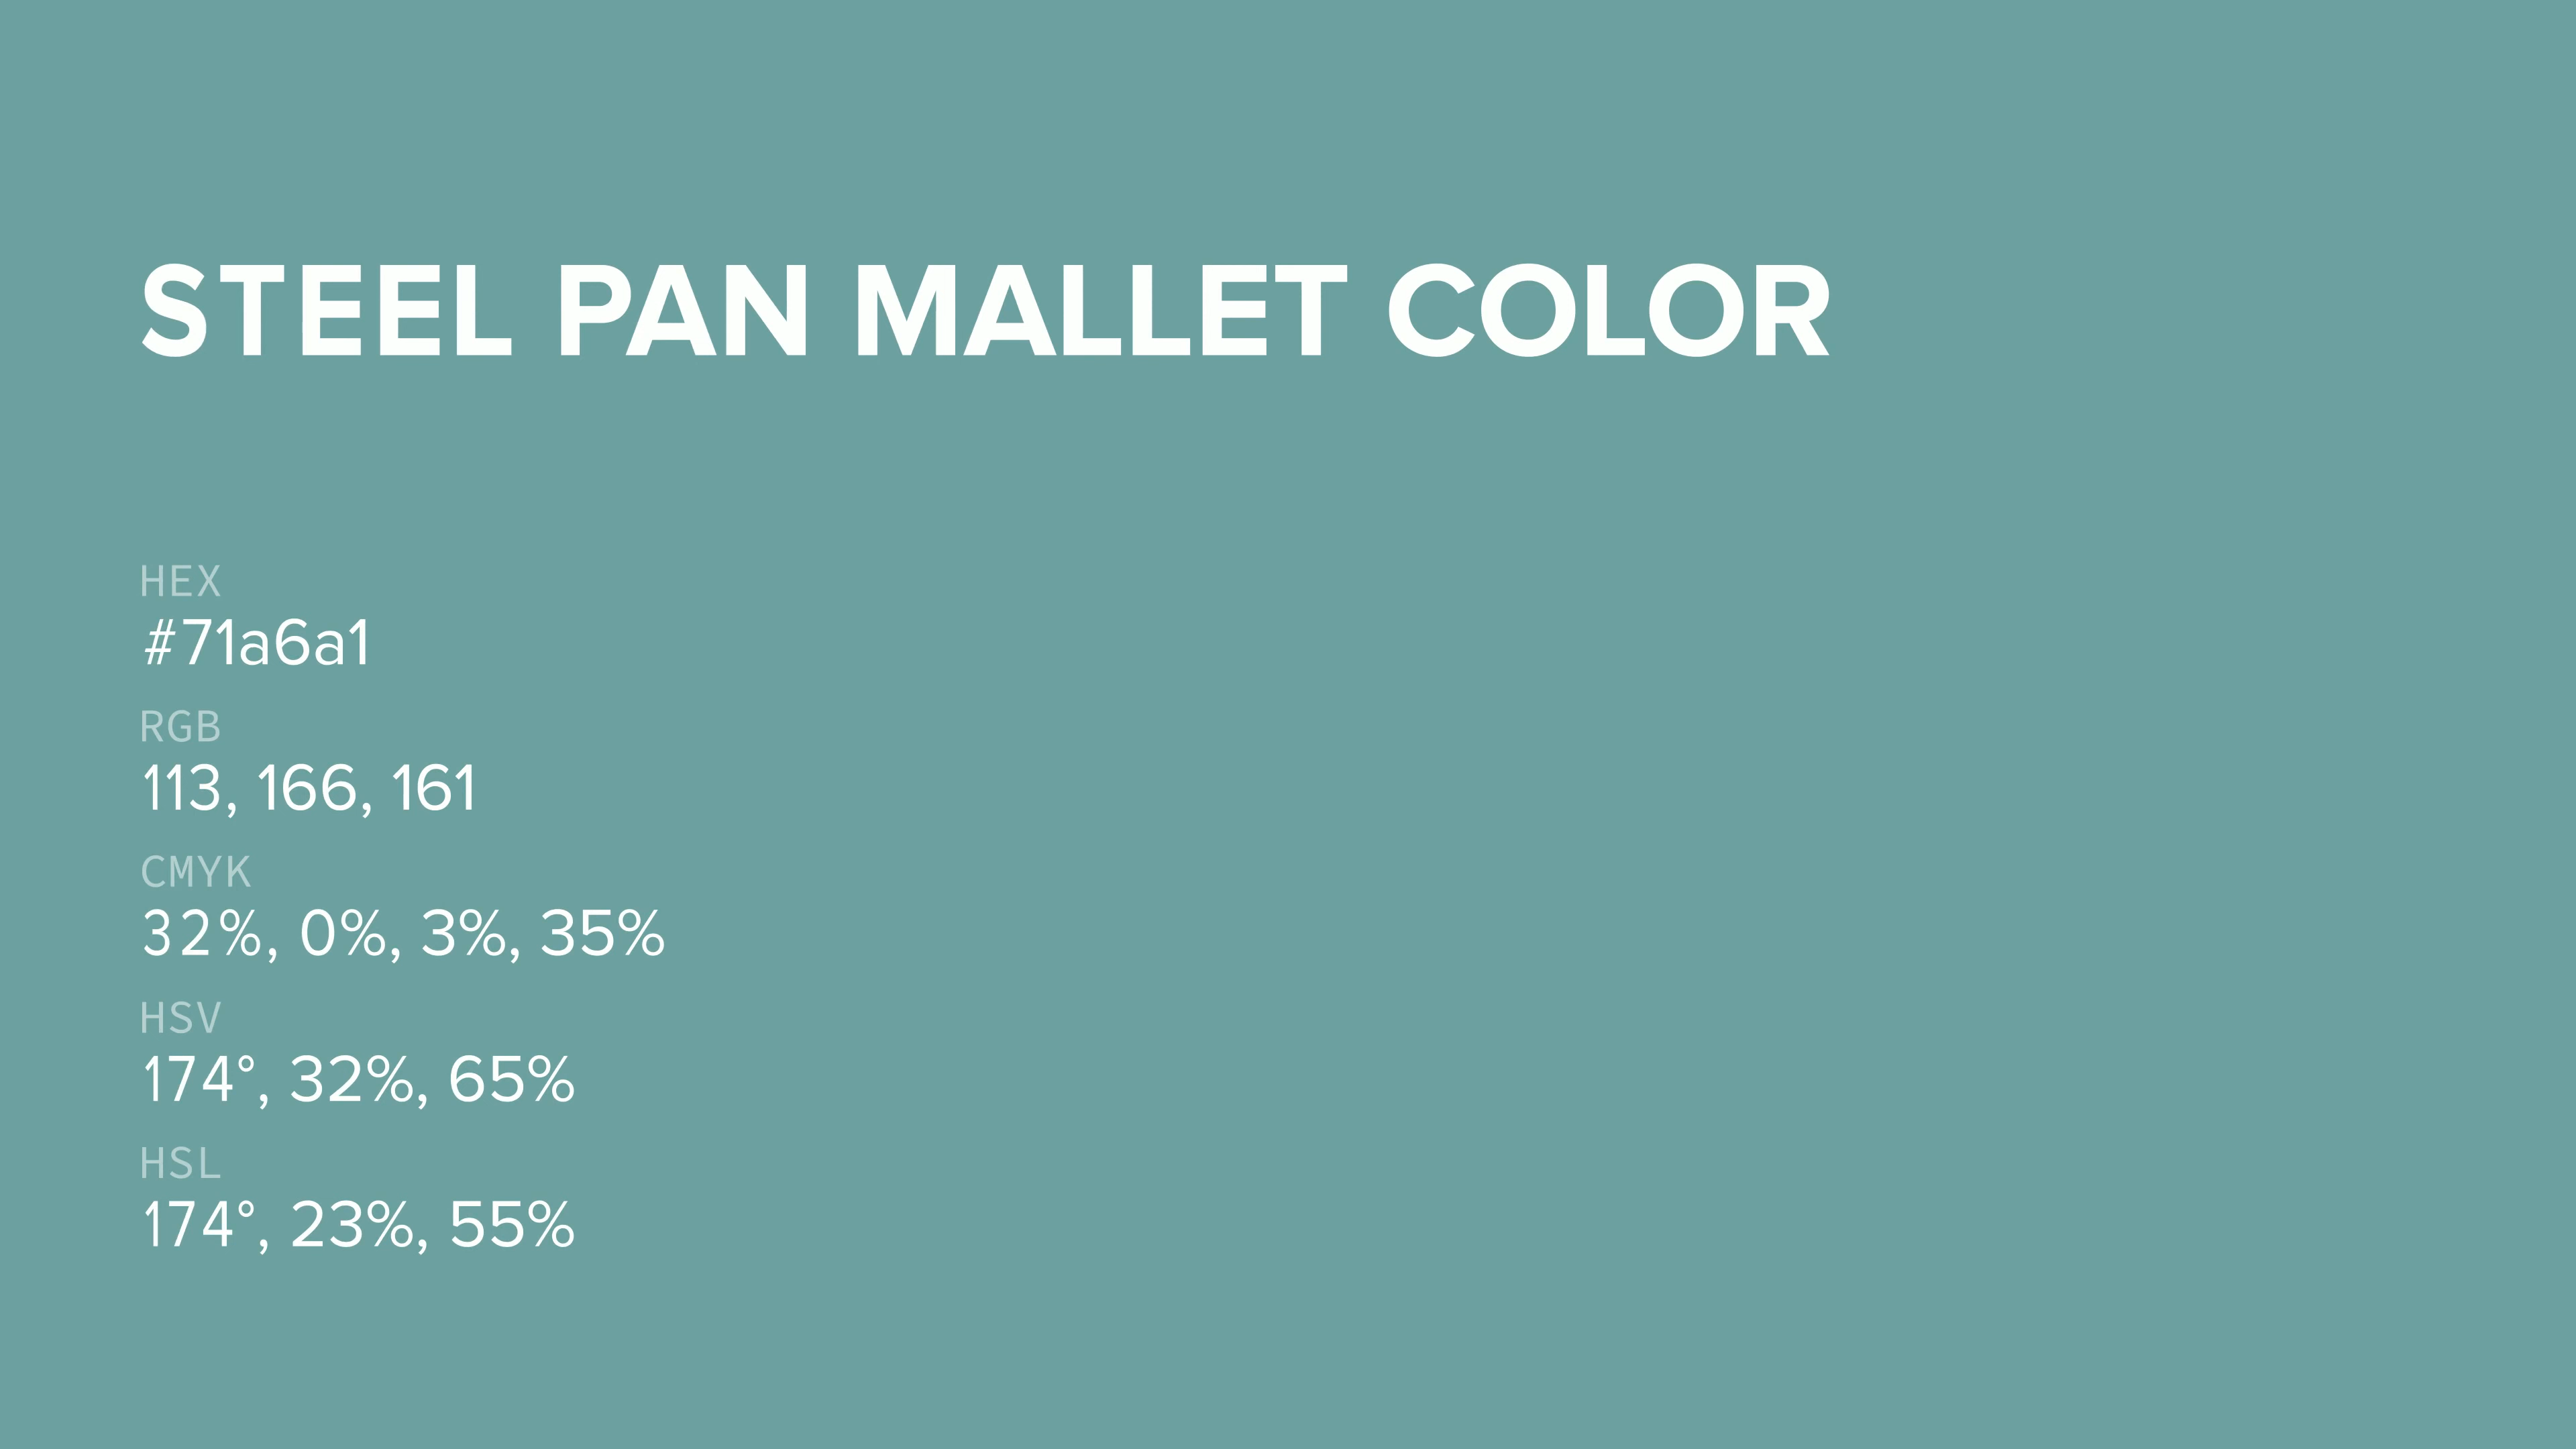 STEEL PAN MALLET COLOR
HEX
#71a6a1
RGB
113, 166, 161
CMYK
32%, 0%, 3%, 35%
HSV
174°, 32%, 65%
HSL
174°, 23%, 55%